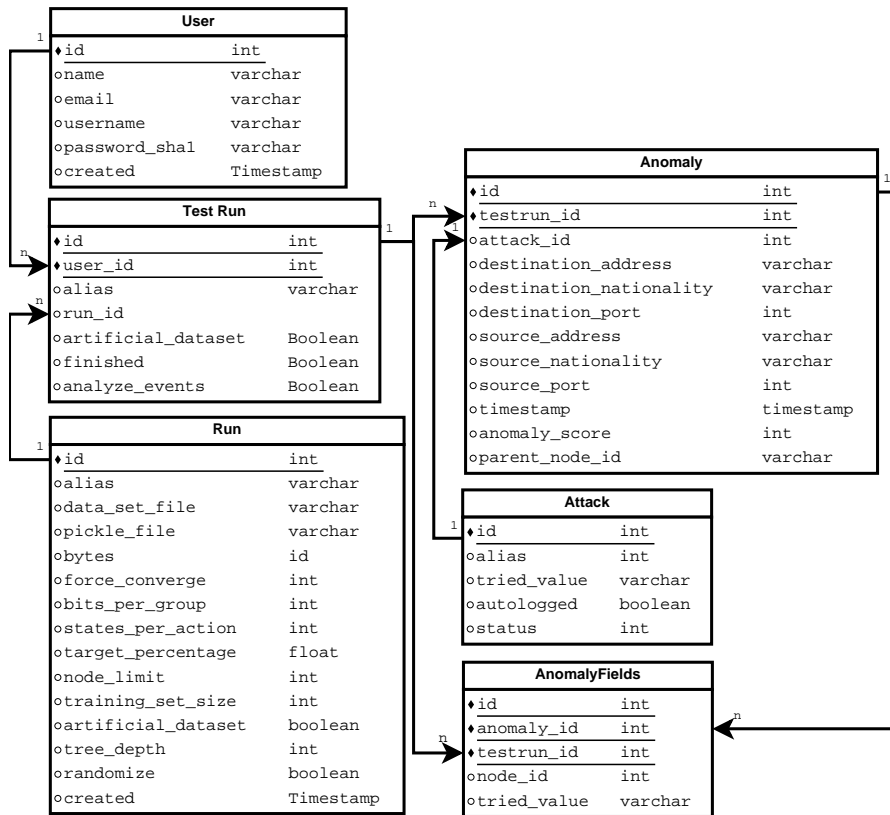 User
1
id int
name varchar
email varchar
username varchar
password_sha1 varchar
created Timestamp
Test Run
1
id int
n
user_id int
alias varchar
n
run_id
artificial_dataset Boolean
finished Boolean
analyze_events Boolean
Run
1
id int
alias varchar
data_set_file varchar
pickle_file varchar
bytes id
force_converge int
bits_per_group int
states_per_action int
target_percentage float
node_limit int
training_set_size int
artificial_dataset boolean
tree_depth int
randomize boolean
created Timestamp
Anomaly
1
id int
n
testrun_id int
1
attack_id int
destination_address varchar
destination_nationality varchar
destination_port int
source_address varchar
source_nationality varchar
source_port int
timestamp timestamp
anomaly_score int
parent_node_id varchar
Attack
1
id int
alias int
tried_value varchar
autologged boolean
status int
AnomalyFields
id int
n
anomaly_id int
n
testrun_id int
node_id int
tried_value varchar